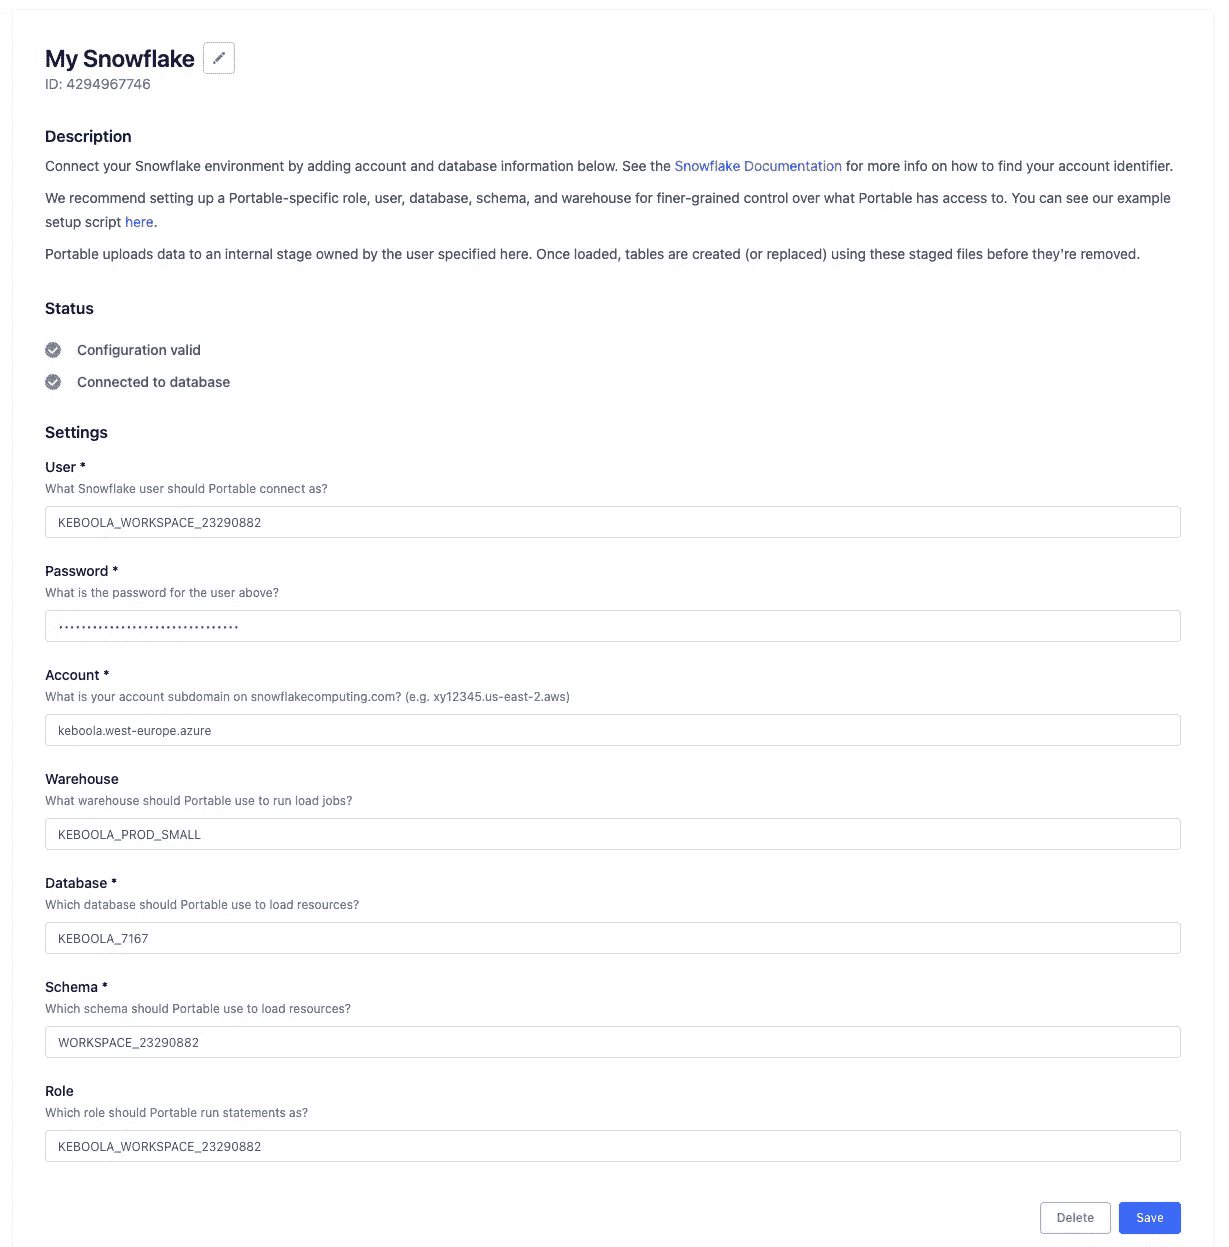 My Snowflake
ID: 4294967746
Description
Connect your Snowflake environment by adding account and database information below. See the Snowflake Documentation for more info on how to find your account identifier.
We recommend setting up a Portable-specific role, user, database, schema, and warehouse for finer-grained control over what Portable has access to. You can see our example
setup script here.
Portable uploads data to an internal stage owned by the user specified here. Once loaded, tables are created (or replaced) using these staged files before they're removed.
Status
Configuration valid
Connected to database
Settings
User *
What Snowflake user should Portable connect as?
KEBOOLA_WORKSPACE_23290882
Password *
What is the password for the user above?
••••••••••••••••••••••••••••••••
Account *
What is your account subdomain on snowflakecomputing.com? (e.g. xy12345.us-east-2.aws)
keboola.west-europe.azure
Warehouse
What warehouse should Portable use to run load jobs?
KEBOOLA_PROD_SMALL
Database *
Which database should Portable use to load resources?
KEBOOLA_7167
Schema *
Which schema should Portable use to load resources?
WORKSPACE_23290882
Role
Which role should Portable run statements as?
KEBOOLA_WORKSPACE_23290882
Delete
Save